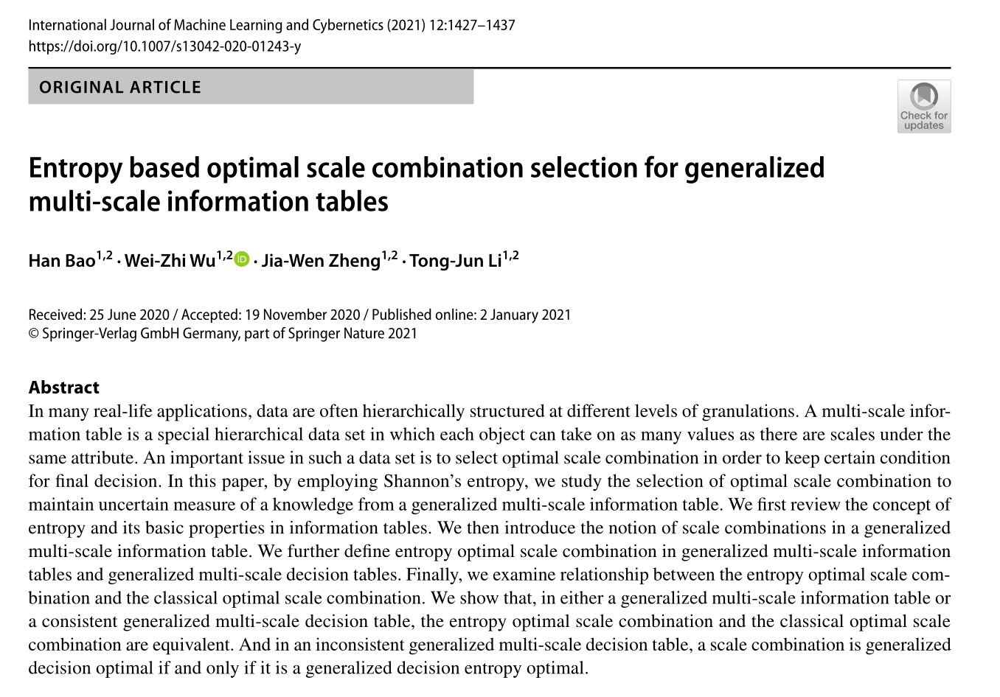 International Journal of Machine Learning and Cybernetics (2021) 12:1427–1437
https://doi.org/10.1007/s13042-020-01243-y
ORIGINAL ARTICLE
Check for
updates
Entropy based optimal scale combination selection for generalized
multi-scale information tables
Han Bao1,2 · Wei-Zhi Wu1,2 iD · Jia-Wen Zheng1,2 · Tong-Jun Li1,2
Received: 25 June 2020 / Accepted: 19 November 2020 / Published online: 2 January 2021
© Springer-Verlag GmbH Germany, part of Springer Nature 2021
Abstract
In many real-life applications, data are often hierarchically structured at different levels of granulations. A multi-scale infor-
mation table is a special hierarchical data set in which each object can take on as many values as there are scales under the
same attribute. An important issue in such a data set is to select optimal scale combination in order to keep certain condition
for final decision. In this paper, by employing Shannon’s entropy, we study the selection of optimal scale combination to
maintain uncertain measure of a knowledge from a generalized multi-scale information table. We first review the concept of
entropy and its basic properties in information tables. We then introduce the notion of scale combinations in a generalized
multi-scale information table. We further define entropy optimal scale combination in generalized multi-scale information
tables and generalized multi-scale decision tables. Finally, we examine relationship between the entropy optimal scale com-
bination and the classical optimal scale combination. We show that, in either a generalized multi-scale information table or
a consistent generalized multi-scale decision table, the entropy optimal scale combination and the classical optimal scale
combination are equivalent. And in an inconsistent generalized multi-scale decision table, a scale combination is generalized
decision optimal if and only if it is a generalized decision entropy optimal.